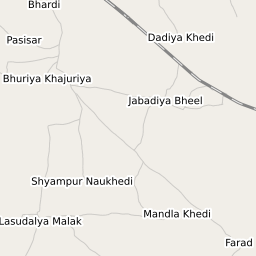 Bhardi
Dadiya Khedi
Pasisar
Bhuriya Khajuriya
Jabadiya Bheel
Shyampur Naukhedi
Mandla Khedi
Lasudalya Malak
Farad